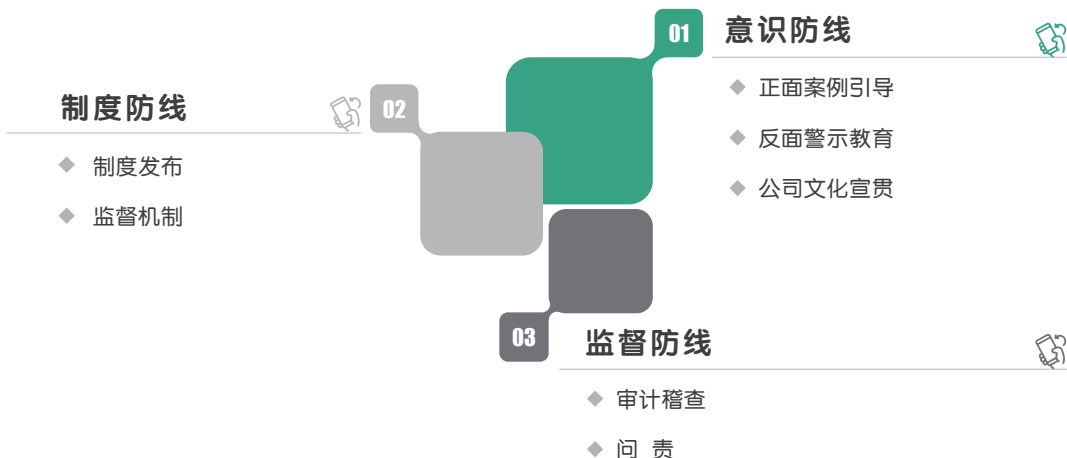 01
意识防线
正面案例引导
反面警示教育
公司文化宣贯
02
制度防线
制度发布
监督机制
03
监督防线
审计稽查
问 责